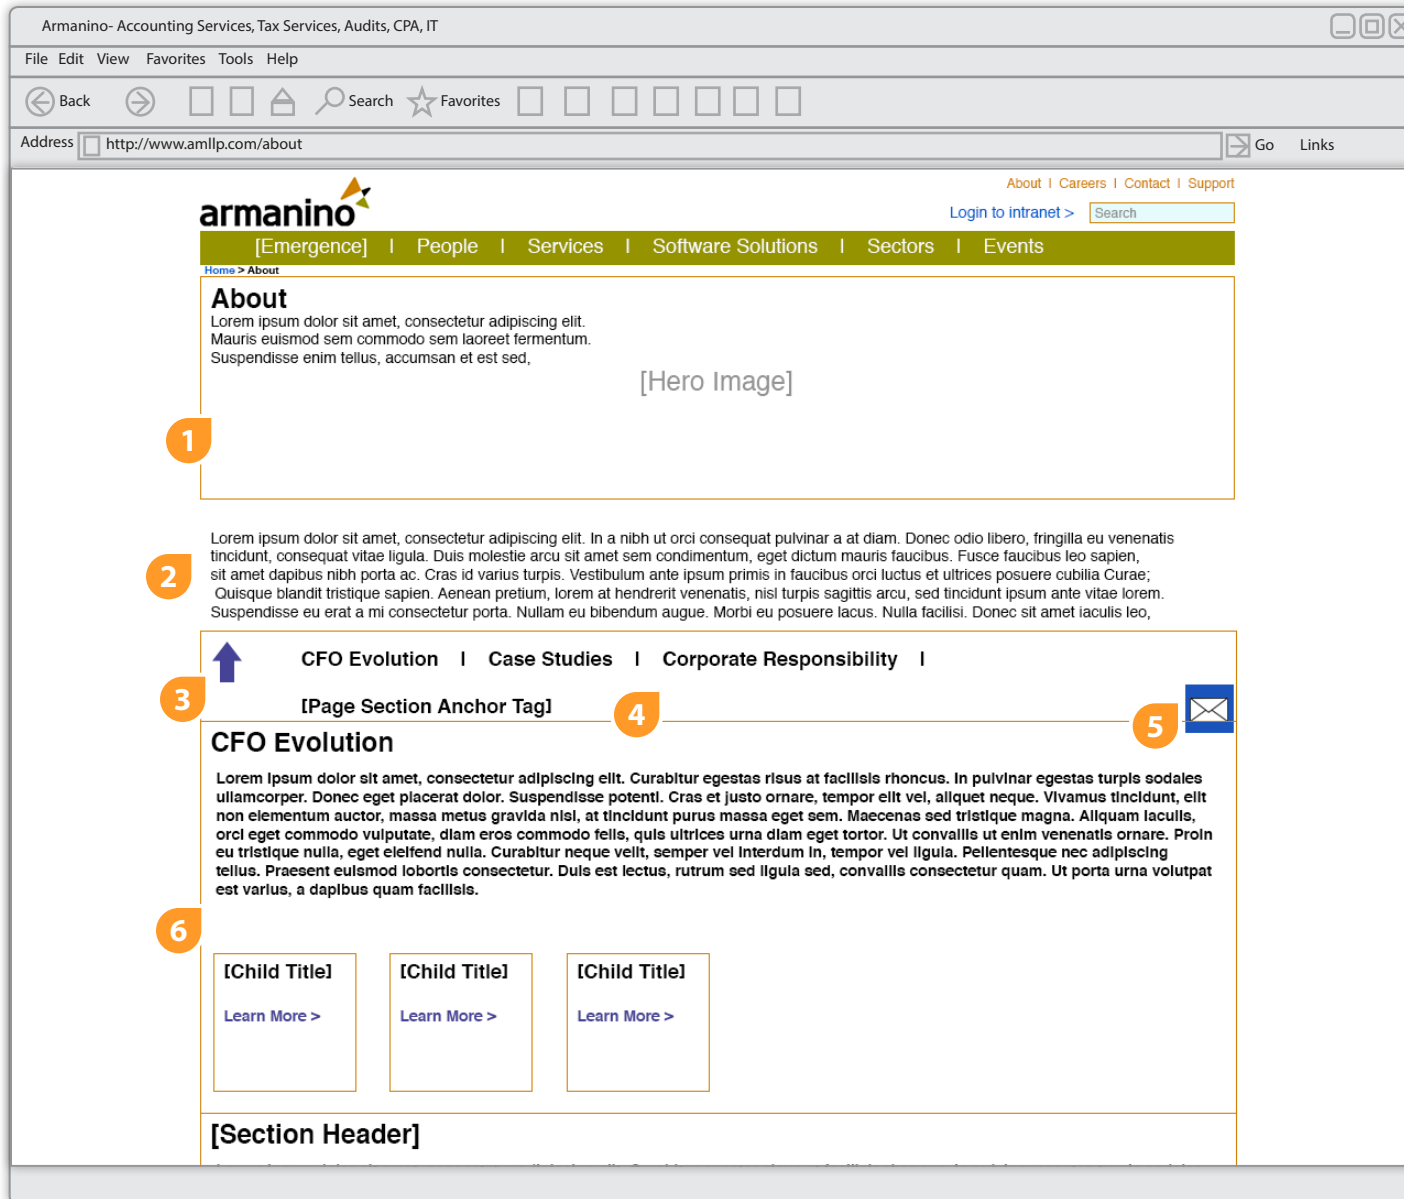 Armanino- Accounting Services, Tax Services, Audits, CPA, IT
File Edit View Favorites Tools Help
Back Search Favorites
Address http://www.amllp.com/about Go Links
About | Careers | Contact | Support
armanino
Login to intranet > Search
[Emergence] | People | Services | Software Solutions | Sectors | Events
Home > About
About
Lorem ipsum dolor sit amet, consectetur adipiscing elit.
Mauris euismod sem commodo sem laoreet fermentum.
Suspendisse enim tellus, accumsan et est sed,
[Hero Image]
1
Lorem ipsum dolor sit amet, consectetur adipiscing elit. In a nibh ut orci consequat pulvinar a at diam. Donec odio libero, fringilla eu venenatis
tincidunt, consequat vitae ligula. Duis molestie arcu sit amet sem condimentum, eget dictum mauris faucibus. Fusce faucibus leo sapien,
2
sit amet dapibus nibh porta ac. Cras id varius turpis. Vestibulum ante ipsum primis in faucibus orci luctus et ultrices posuere cubilia Curae;
Quisque blandit tristique sapien. Aenean pretium, lorem at hendrerit venenatis, nisl turpis sagittis arcu, sed tincidunt ipsum ante vitae lorem.
Suspendisse eu erat a mi consectetur porta. Nullam eu bibendum augue. Morbi eu posuere lacus. Nulla facilisi. Donec sit amet iaculis leo,
CFO Evolution | Case Studies | Corporate Responsibility |
3
[Page Section Anchor Tag]
4
5
CFO Evolution
Lorem ipsum dolor sit amet, consectetur adipiscing elit. Curabitur egestas risus at facilisis rhoncus. In pulvinar egestas turpis sodales
ullamcorper. Donec eget placerat dolor. Suspendisse potenti. Cras et justo ornare, tempor elit vel, aliquet neque. Vivamus tincidunt, elit
non elementum auctor, massa metus gravida nisl, at tincidunt purus massa eget sem. Maecenas sed tristique magna. Aliquam iaculis,
orci eget commodo vulputate, diam eros commodo felis, quis ultrices urna diam eget tortor. Ut convallis ut enim venenatis ornare. Proin
eu tristique nulla, eget eleifend nulla. Curabitur neque velit, semper vel interdum in, tempor vel ligula. Pellentesque nec adipiscing
tellus. Praesent euismod lobortis consectetur. Duis est lectus, rutrum sed ligula sed, convallis consectetur quam. Ut porta urna volutpat
est varius, a dapibus quam facilisis.
6
[Child Title] [Child Title] [Child Title]
Learn More > Learn More > Learn More >
[Section Header]